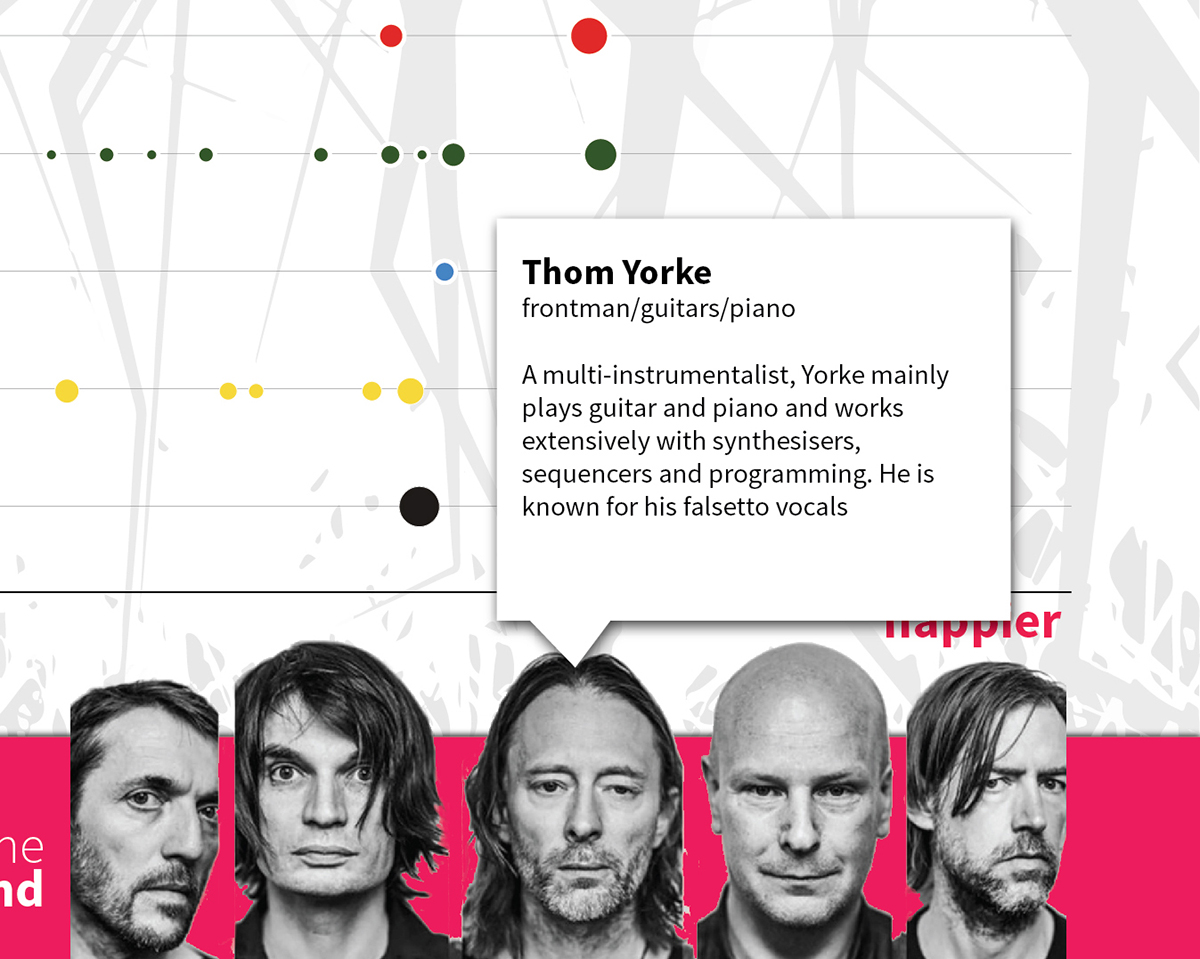 Thom Yorke
frontman/guitars/piano
A multi-instrumentalist, Yorke mainly
plays guitar and piano and works
extensively with synthesisers,
sequencers and programming. He is
known for his falsetto vocals
happier
he
nd